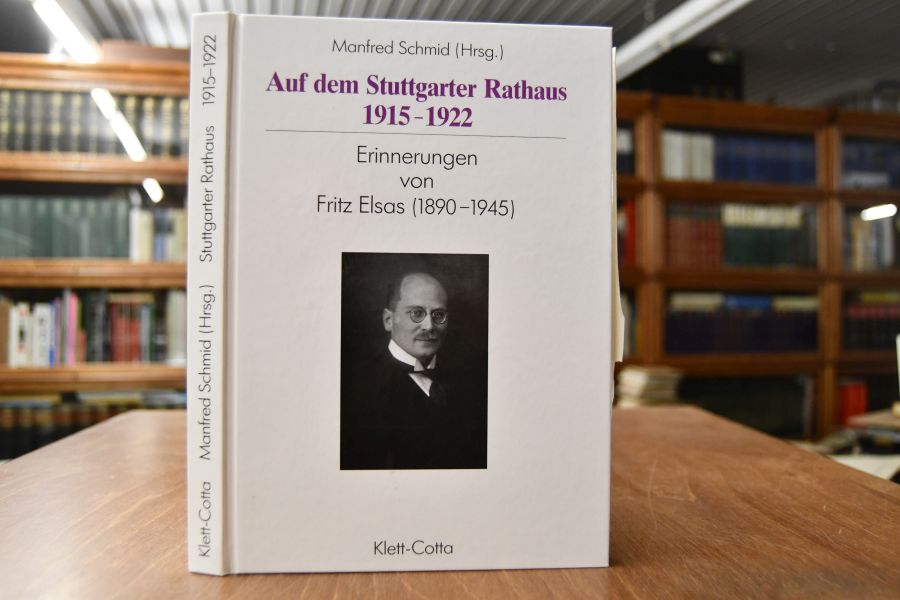 Manfred Schmid (Hrsg.)
Auf dem Stuttgarter Rathaus
1915–1922
Erinnerungen
von
Fritz Elsas (1890–1945)
Klett-Cotta
Klett-Cotta Manfred Schmid (Hrsg.) Stuttgarter Rathaus 1915–1922